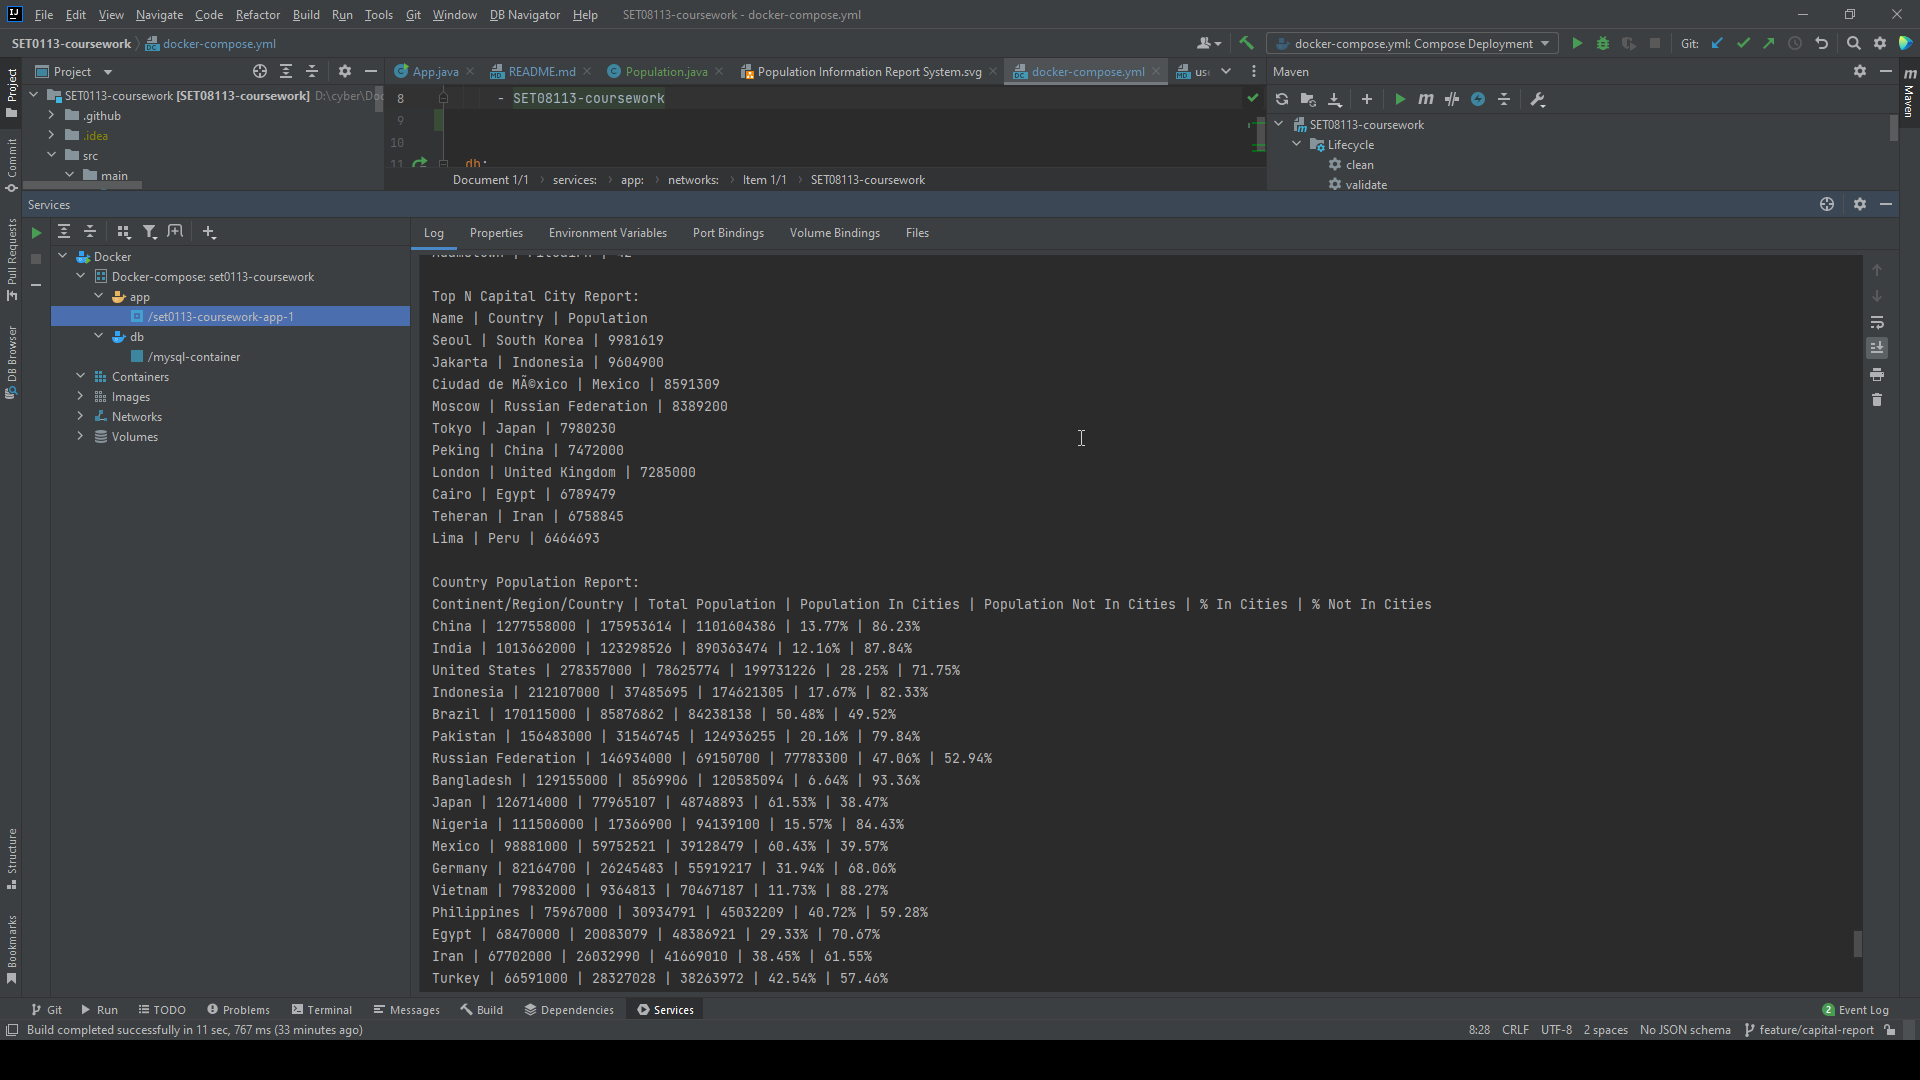 File Edit View Navigate Code Refactor Build Run Tools Git Window DB Navigator Help SET08113-coursework - docker-compose.yml
SET0113-coursework docker-compose.yml
docker-compose.yml: Compose Deployment Git:
Project
App.java README.md Population.java Population Information Report System.svg docker-compose.yml us
Maven
SET0113-coursework [SET08113-coursework] D:\cyber\Doc
.github
.idea
src
main
8 - SET08113-coursework
9
10
11 db:
Document 1/1 services: app: networks: Item 1/1 SET08113-coursework
SET08113-coursework
Lifecycle
clean
validate
Project
Commit
Pull Requests
DB Browser
Structure
Bookmarks
Maven
Services
Log Properties Environment Variables Port Bindings Volume Bindings Files
Docker
Docker-compose: set0113-coursework
app
/set0113-coursework-app-1
db
/mysql-container
Containers
Images
Networks
Volumes
Adamstown | Pitcairn | 42
Top N Capital City Report:
Name | Country | Population
Seoul | South Korea | 9981619
Jakarta | Indonesia | 9604900
Ciudad de MÃ©xico | Mexico | 8591309
Moscow | Russian Federation | 8389200
Tokyo | Japan | 7980230
Peking | China | 7472000
London | United Kingdom | 7285000
Cairo | Egypt | 6789479
Teheran | Iran | 6758845
Lima | Peru | 6464693
Country Population Report:
Continent/Region/Country | Total Population | Population In Cities | Population Not In Cities | % In Cities | % Not In Cities
China | 1277558000 | 175953614 | 1101604386 | 13.77% | 86.23%
India | 1013662000 | 123298526 | 890363474 | 12.16% | 87.84%
United States | 278357000 | 78625774 | 199731226 | 28.25% | 71.75%
Indonesia | 212107000 | 37485695 | 174621305 | 17.67% | 82.33%
Brazil | 170115000 | 85876862 | 84238138 | 50.48% | 49.52%
Pakistan | 156483000 | 31546745 | 124936255 | 20.16% | 79.84%
Russian Federation | 146934000 | 69150700 | 77783300 | 47.06% | 52.94%
Bangladesh | 129155000 | 8569906 | 120585094 | 6.64% | 93.36%
Japan | 126714000 | 77965107 | 48748893 | 61.53% | 38.47%
Nigeria | 111506000 | 17366900 | 94139100 | 15.57% | 84.43%
Mexico | 98881000 | 59752521 | 39128479 | 60.43% | 39.57%
Germany | 82164700 | 26245483 | 55919217 | 31.94% | 68.06%
Vietnam | 79832000 | 9364813 | 70467187 | 11.73% | 88.27%
Philippines | 75967000 | 30934791 | 45032209 | 40.72% | 59.28%
Egypt | 68470000 | 20083079 | 48386921 | 29.33% | 70.67%
Iran | 67702000 | 26032990 | 41669010 | 38.45% | 61.55%
Turkey | 66591000 | 28327028 | 38263972 | 42.54% | 57.46%
Git Run TODO Problems Terminal Messages Build Dependencies Services 2 Event Log
Build completed successfully in 11 sec, 767 ms (33 minutes ago) 8:28 CRLF UTF-8 2 spaces No JSON schema feature/capital-report